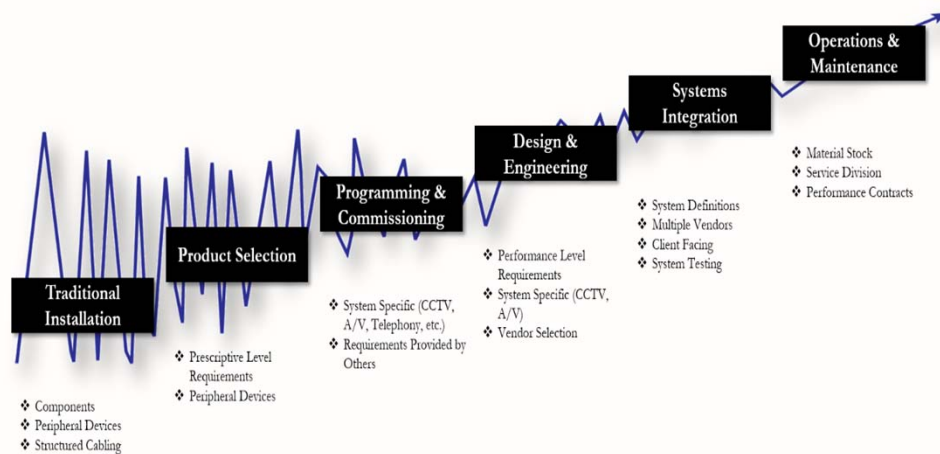 Traditional
Installation
❖ Components
❖ Peripheral Devices
❖ Structured Cabling
Product Selection
❖ Prescriptive Level
Requirements
❖ Peripheral Devices
Programming &
Commissioning
❖ System Specific (CCTV,
A/V, Telephony, etc.)
❖ Requirements Provided by
Others
Design &
Engineering
❖ Performance Level
Requirements
❖ System Specific (CCTV,
A/V)
❖ Vendor Selection
Systems
Integration
❖ System Definitions
❖ Multiple Vendors
❖ Client Facing
❖ System Testing
Operations &
Maintenance
❖ Material Stock
❖ Service Division
❖ Performance Contracts